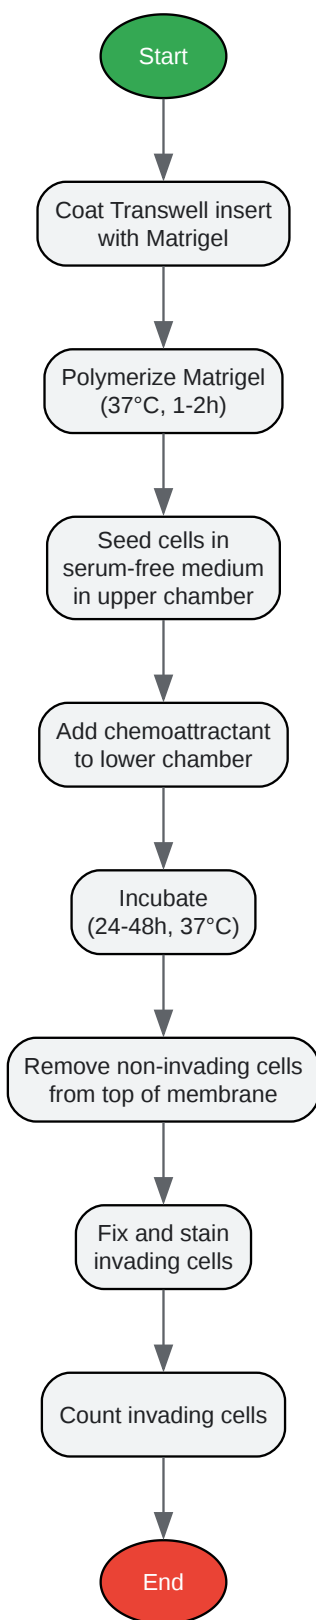 Start
Coat Transwell insert
with Matrigel
Polymerize Matrigel
(37°C, 1-2h)
Seed cells in
serum-free medium
in upper chamber
Add chemoattractant
to lower chamber
Incubate
(24-48h, 37°C)
Remove non-invading cells
from top of membrane
Fix and stain
invading cells
Count invading cells
End